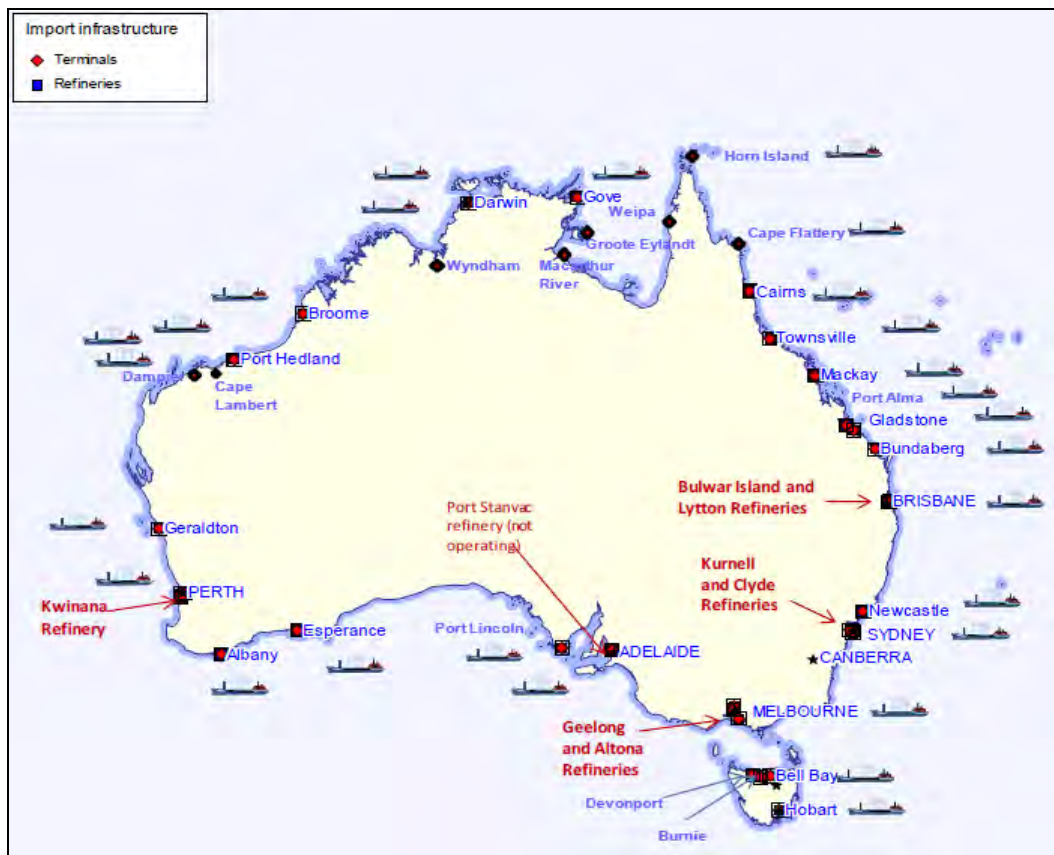 Import infrastructure
Terminals
Refineries
Horn Island
Darwin
Gove
Weipa
Groote Eylandt
Cape Flattery
Wyndham
MacArthur
River
Cairns
Broome
Townsville
Port Hedland
Mackay
Dampier
Cape
Lambert
Port Alma
Gladstone
Bundaberg
Bulwar Island and
Lytton Refineries
BRISBANE
Port Stanvac
refinery (not
operating)
Geraldton
Kurnell
and Clyde
Refineries
PERTH
Kwinana
Refinery
Newcastle
Esperance
Port Lincoln
SYDNEY
Albany
ADELAIDE
CANBERRA
MELBOURNE
Geelong
and Altona
Refineries
Bell Bay
Devonport
Hobart
Burnie